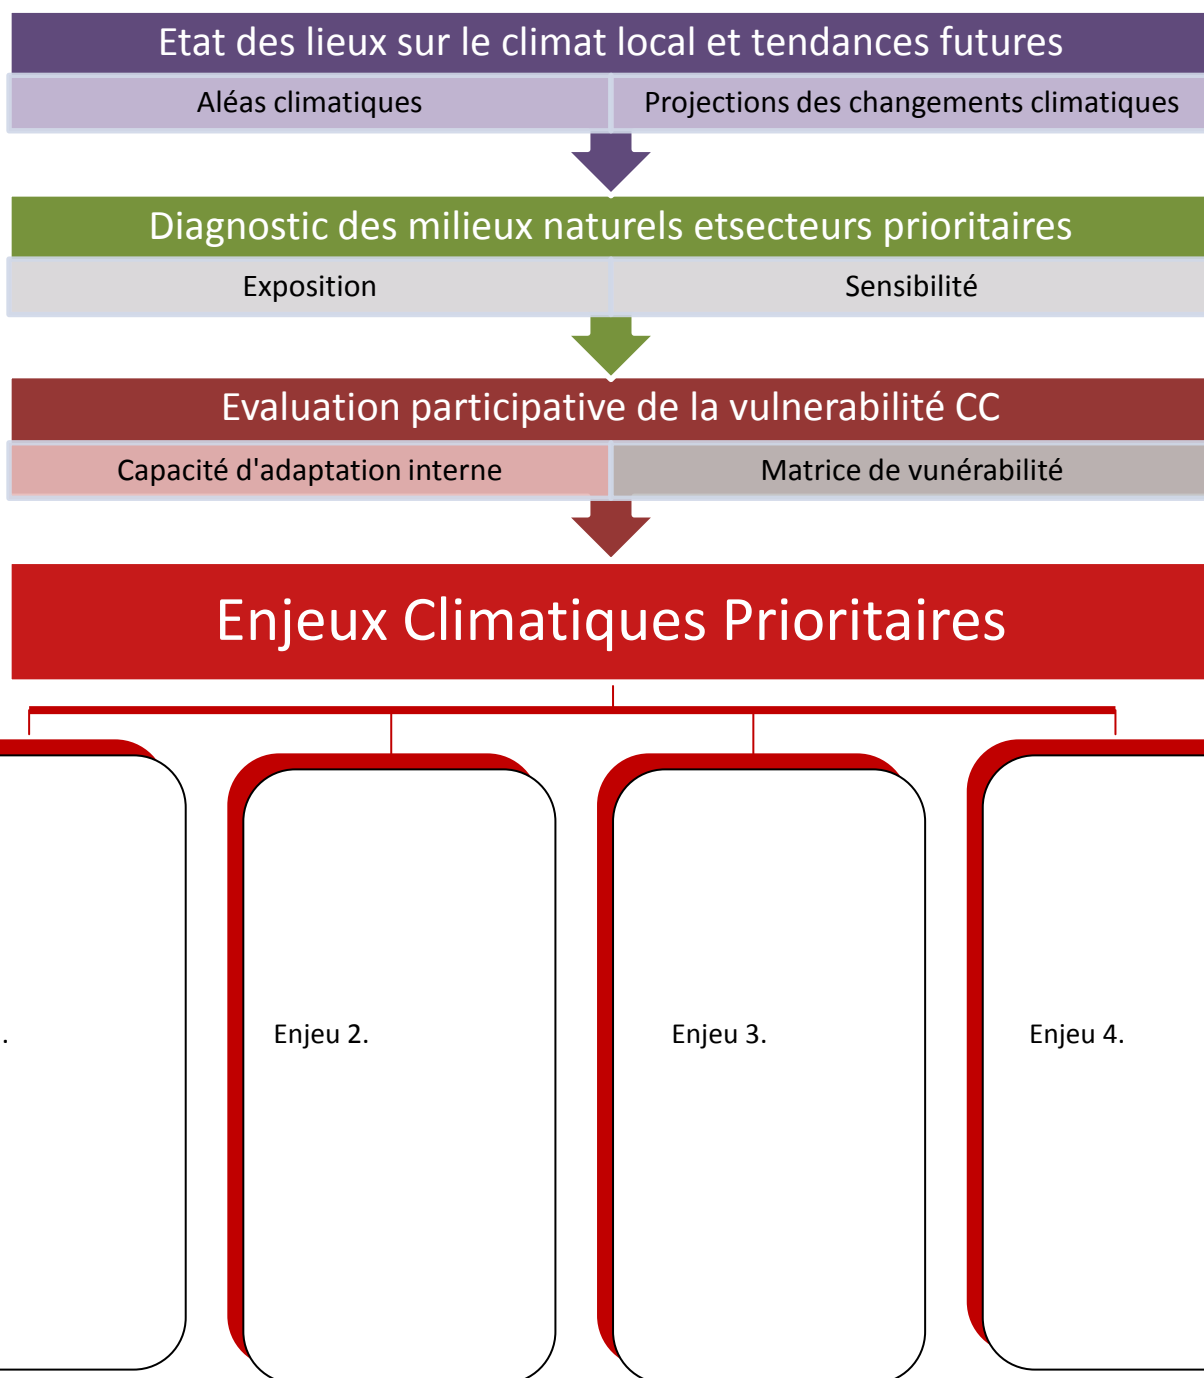 Etat des lieux sur le climat local et tendances futures
Aléas climatiques
Projections des changements climatiques
Diagnostic des milieux naturels etsecteurs prioritaires
Exposition
Sensibilité
Evaluation participative de la vulnerabilité CC
Capacité d'adaptation interne
Matrice de vunérabilité
Enjeux Climatiques Prioritaires
.
Enjeu 2.
Enjeu 3.
Enjeu 4.